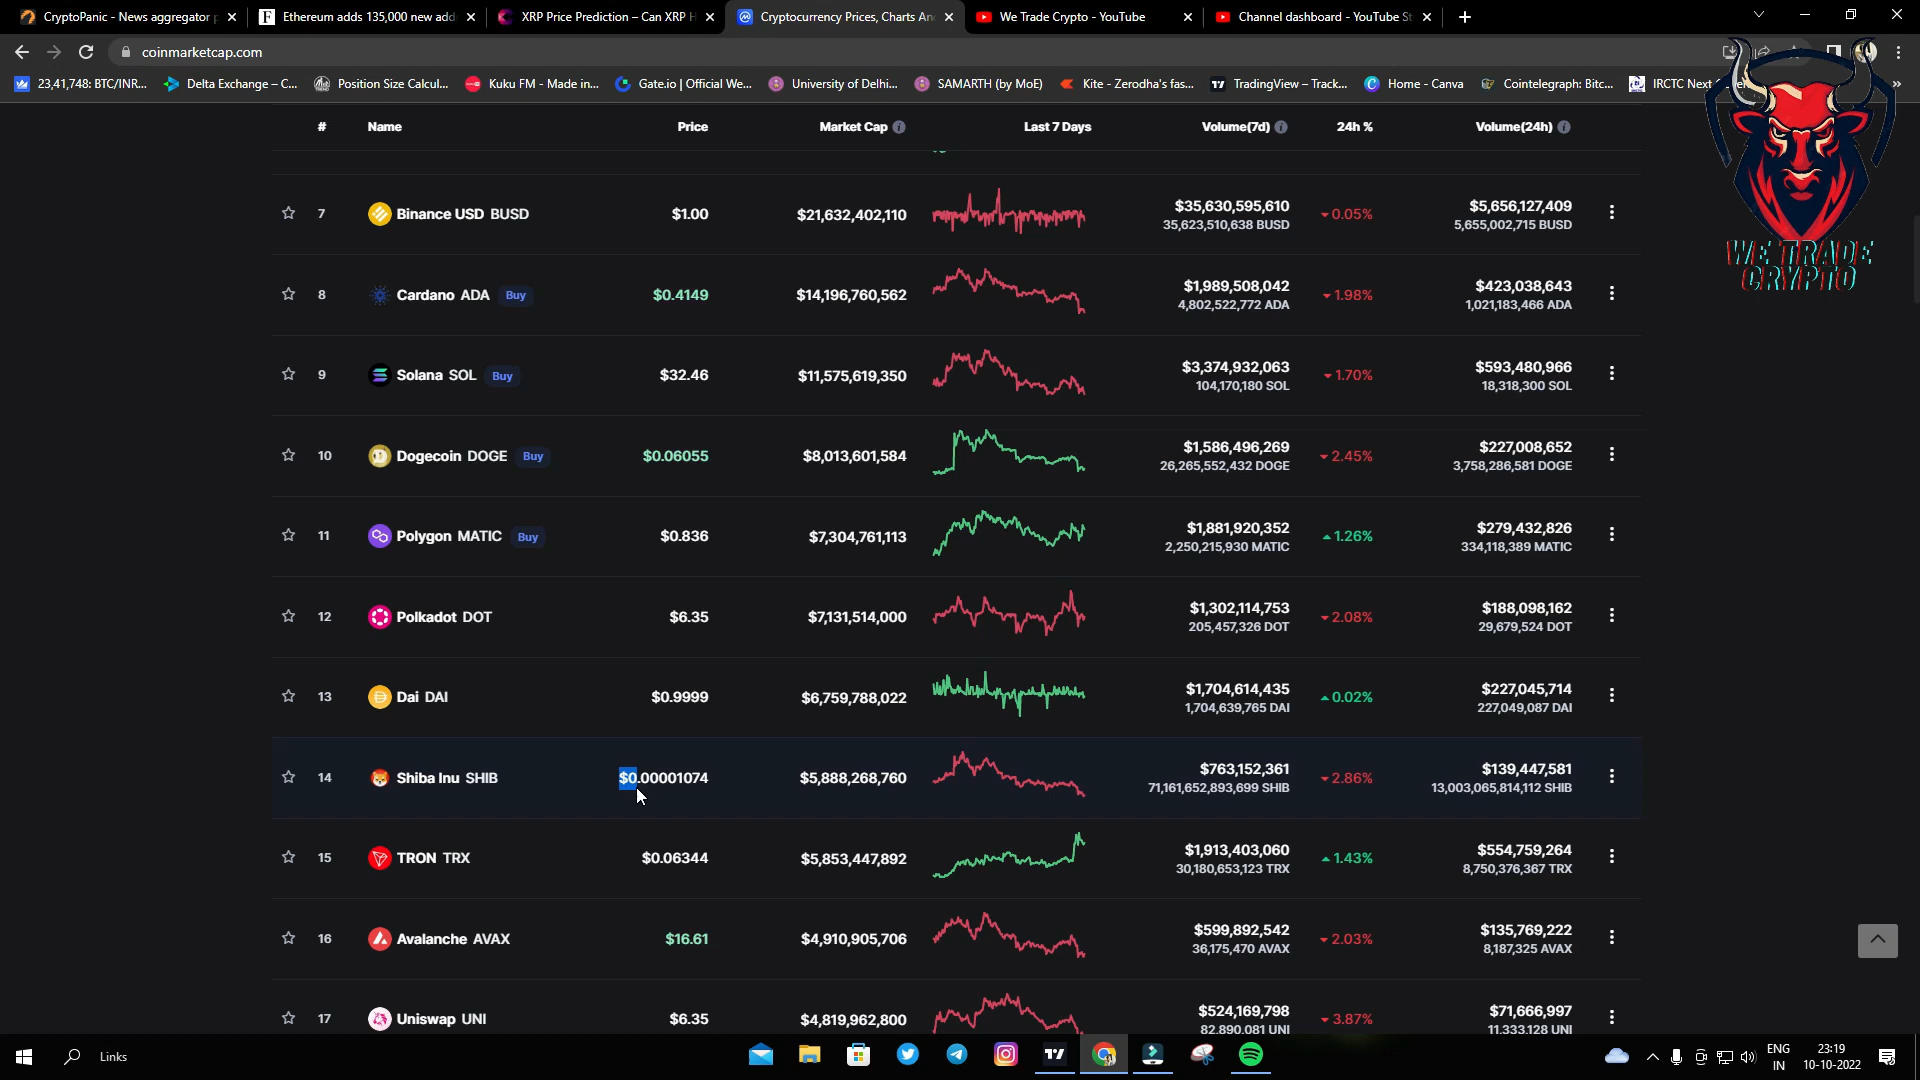 CryptoPanic - News aggregator p
Ethereum adds 135,000 new add
XRP Price Prediction – Can XRP H
Cryptocurrency Prices, Charts An
We Trade Crypto - YouTube
Channel dashboard - YouTube St
coinmarketcap.com
23,41,748: BTC/INR...
Delta Exchange – C...
Position Size Calcul...
Kuku FM - Made in...
Gate.io | Official We...
University of Delhi...
SAMARTH (by MoE)
Kite - Zerodha's fas...
TradingView – Track...
Home - Canva
Cointelegraph: Bitc...
IRCTC Next
WE TRADE
CRYPTO
# Name Price Market Cap Last 7 Days Volume(7d) 24h % Volume(24h)
7 Binance USD BUSD $1.00 $21,632,402,110 $35,630,595,610 0.05% $5,656,127,409
35,623,510,638 BUSD 5,655,002,715 BUSD
8 Cardano ADA Buy $0.4149 $14,196,760,562 $1,989,508,042 1.98% $423,038,643
4,802,522,772 ADA 1,021,183,466 ADA
9 Solana SOL Buy $32.46 $11,575,619,350 $3,374,932,063 1.70% $593,480,966
104,170,180 SOL 18,318,300 SOL
10 Dogecoin DOGE Buy $0.06055 $8,013,601,584 $1,586,496,269 2.45% $227,008,652
26,265,552,432 DOGE 3,758,286,581 DOGE
11 Polygon MATIC Buy $0.836 $7,304,761,113 $1,881,920,352 1.26% $279,432,826
2,250,215,930 MATIC 334,118,389 MATIC
12 Polkadot DOT $6.35 $7,131,514,000 $1,302,114,753 2.08% $188,098,162
205,457,326 DOT 29,679,524 DOT
13 Dai DAI $0.9999 $6,759,788,022 $1,704,614,435 0.02% $227,045,714
1,704,639,765 DAI 227,049,087 DAI
14 Shiba Inu SHIB $0.00001074 $5,888,268,760 $763,152,361 2.86% $139,447,581
71,161,652,893,699 SHIB 13,003,065,814,112 SHIB
15 TRON TRX $0.06344 $5,853,447,892 $1,913,403,060 1.43% $554,759,264
30,180,653,123 TRX 8,750,376,367 TRX
16 Avalanche AVAX $16.61 $4,910,905,706 $599,892,542 2.03% $135,769,222
36,175,470 AVAX 8,187,325 AVAX
17 Uniswap UNI $6.35 $4,819,962,800 $524,169,798 3.87% $71,666,997
82,890,081 UNI 11,333,128 UNI
Links
ENG
IN
23:19
10-10-2022